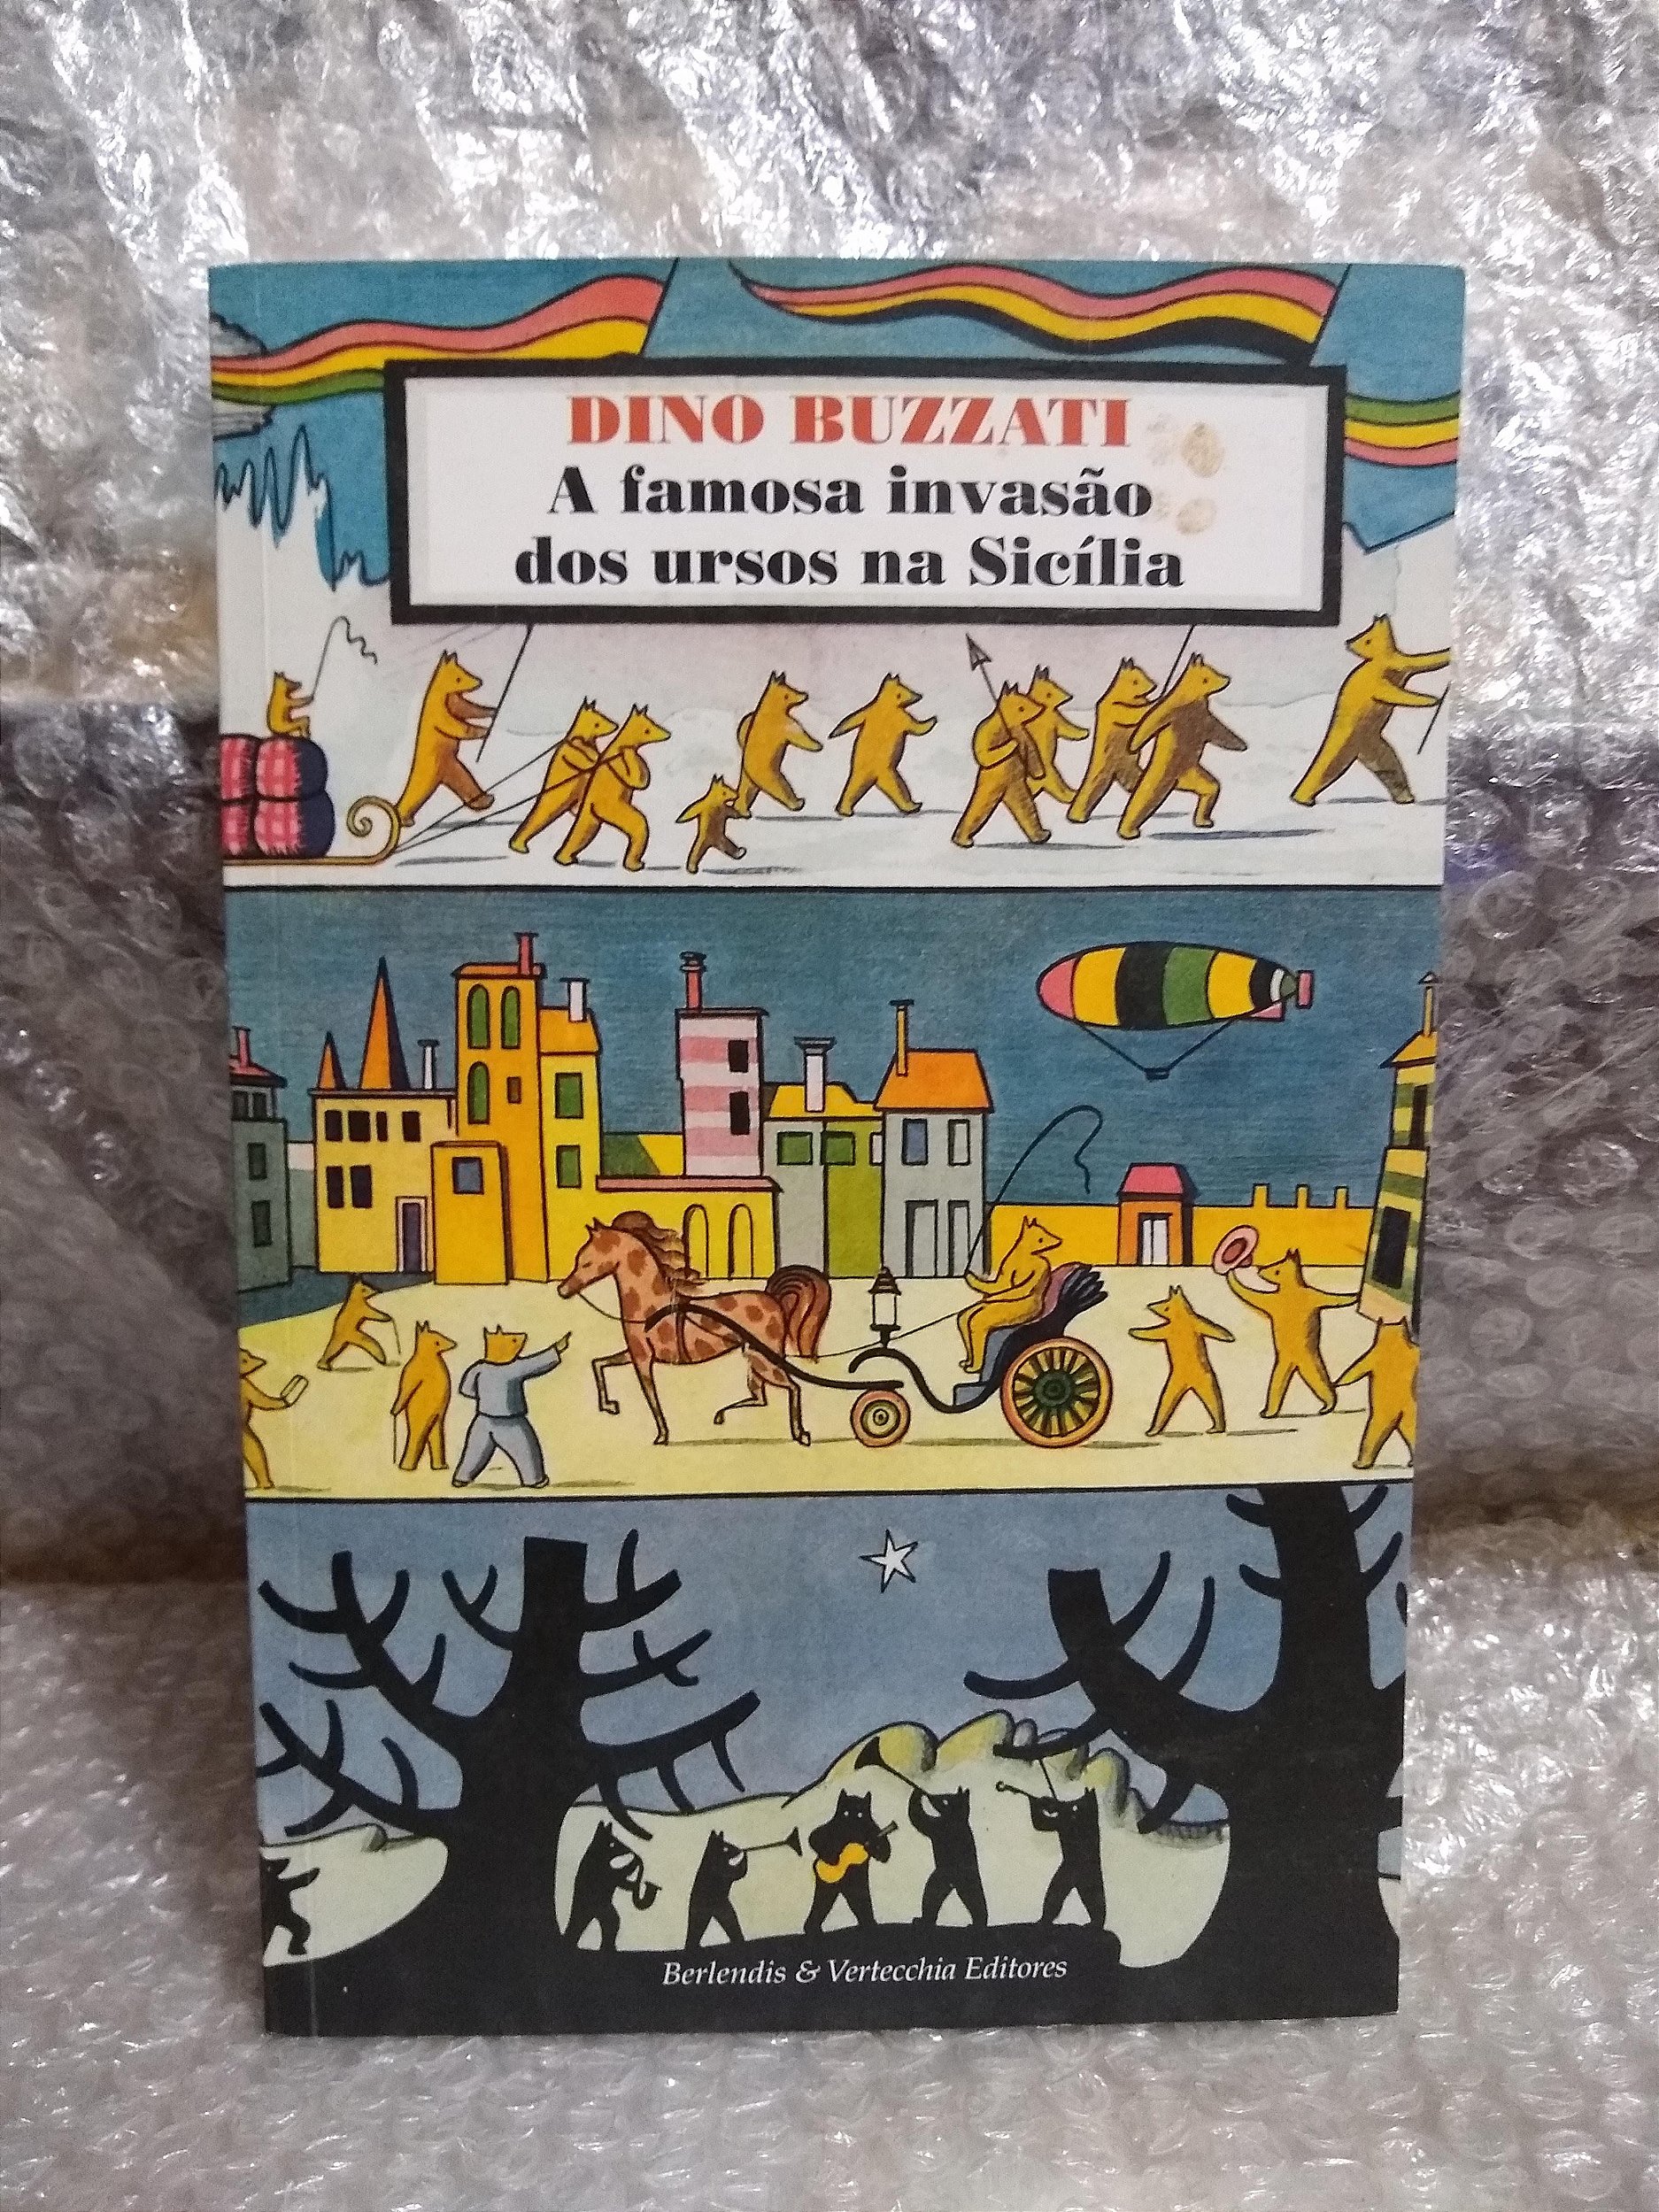 DINO BUZZATI
A famosa invasão
dos ursos na Sicília
Berlendis & Vertecchia Editores